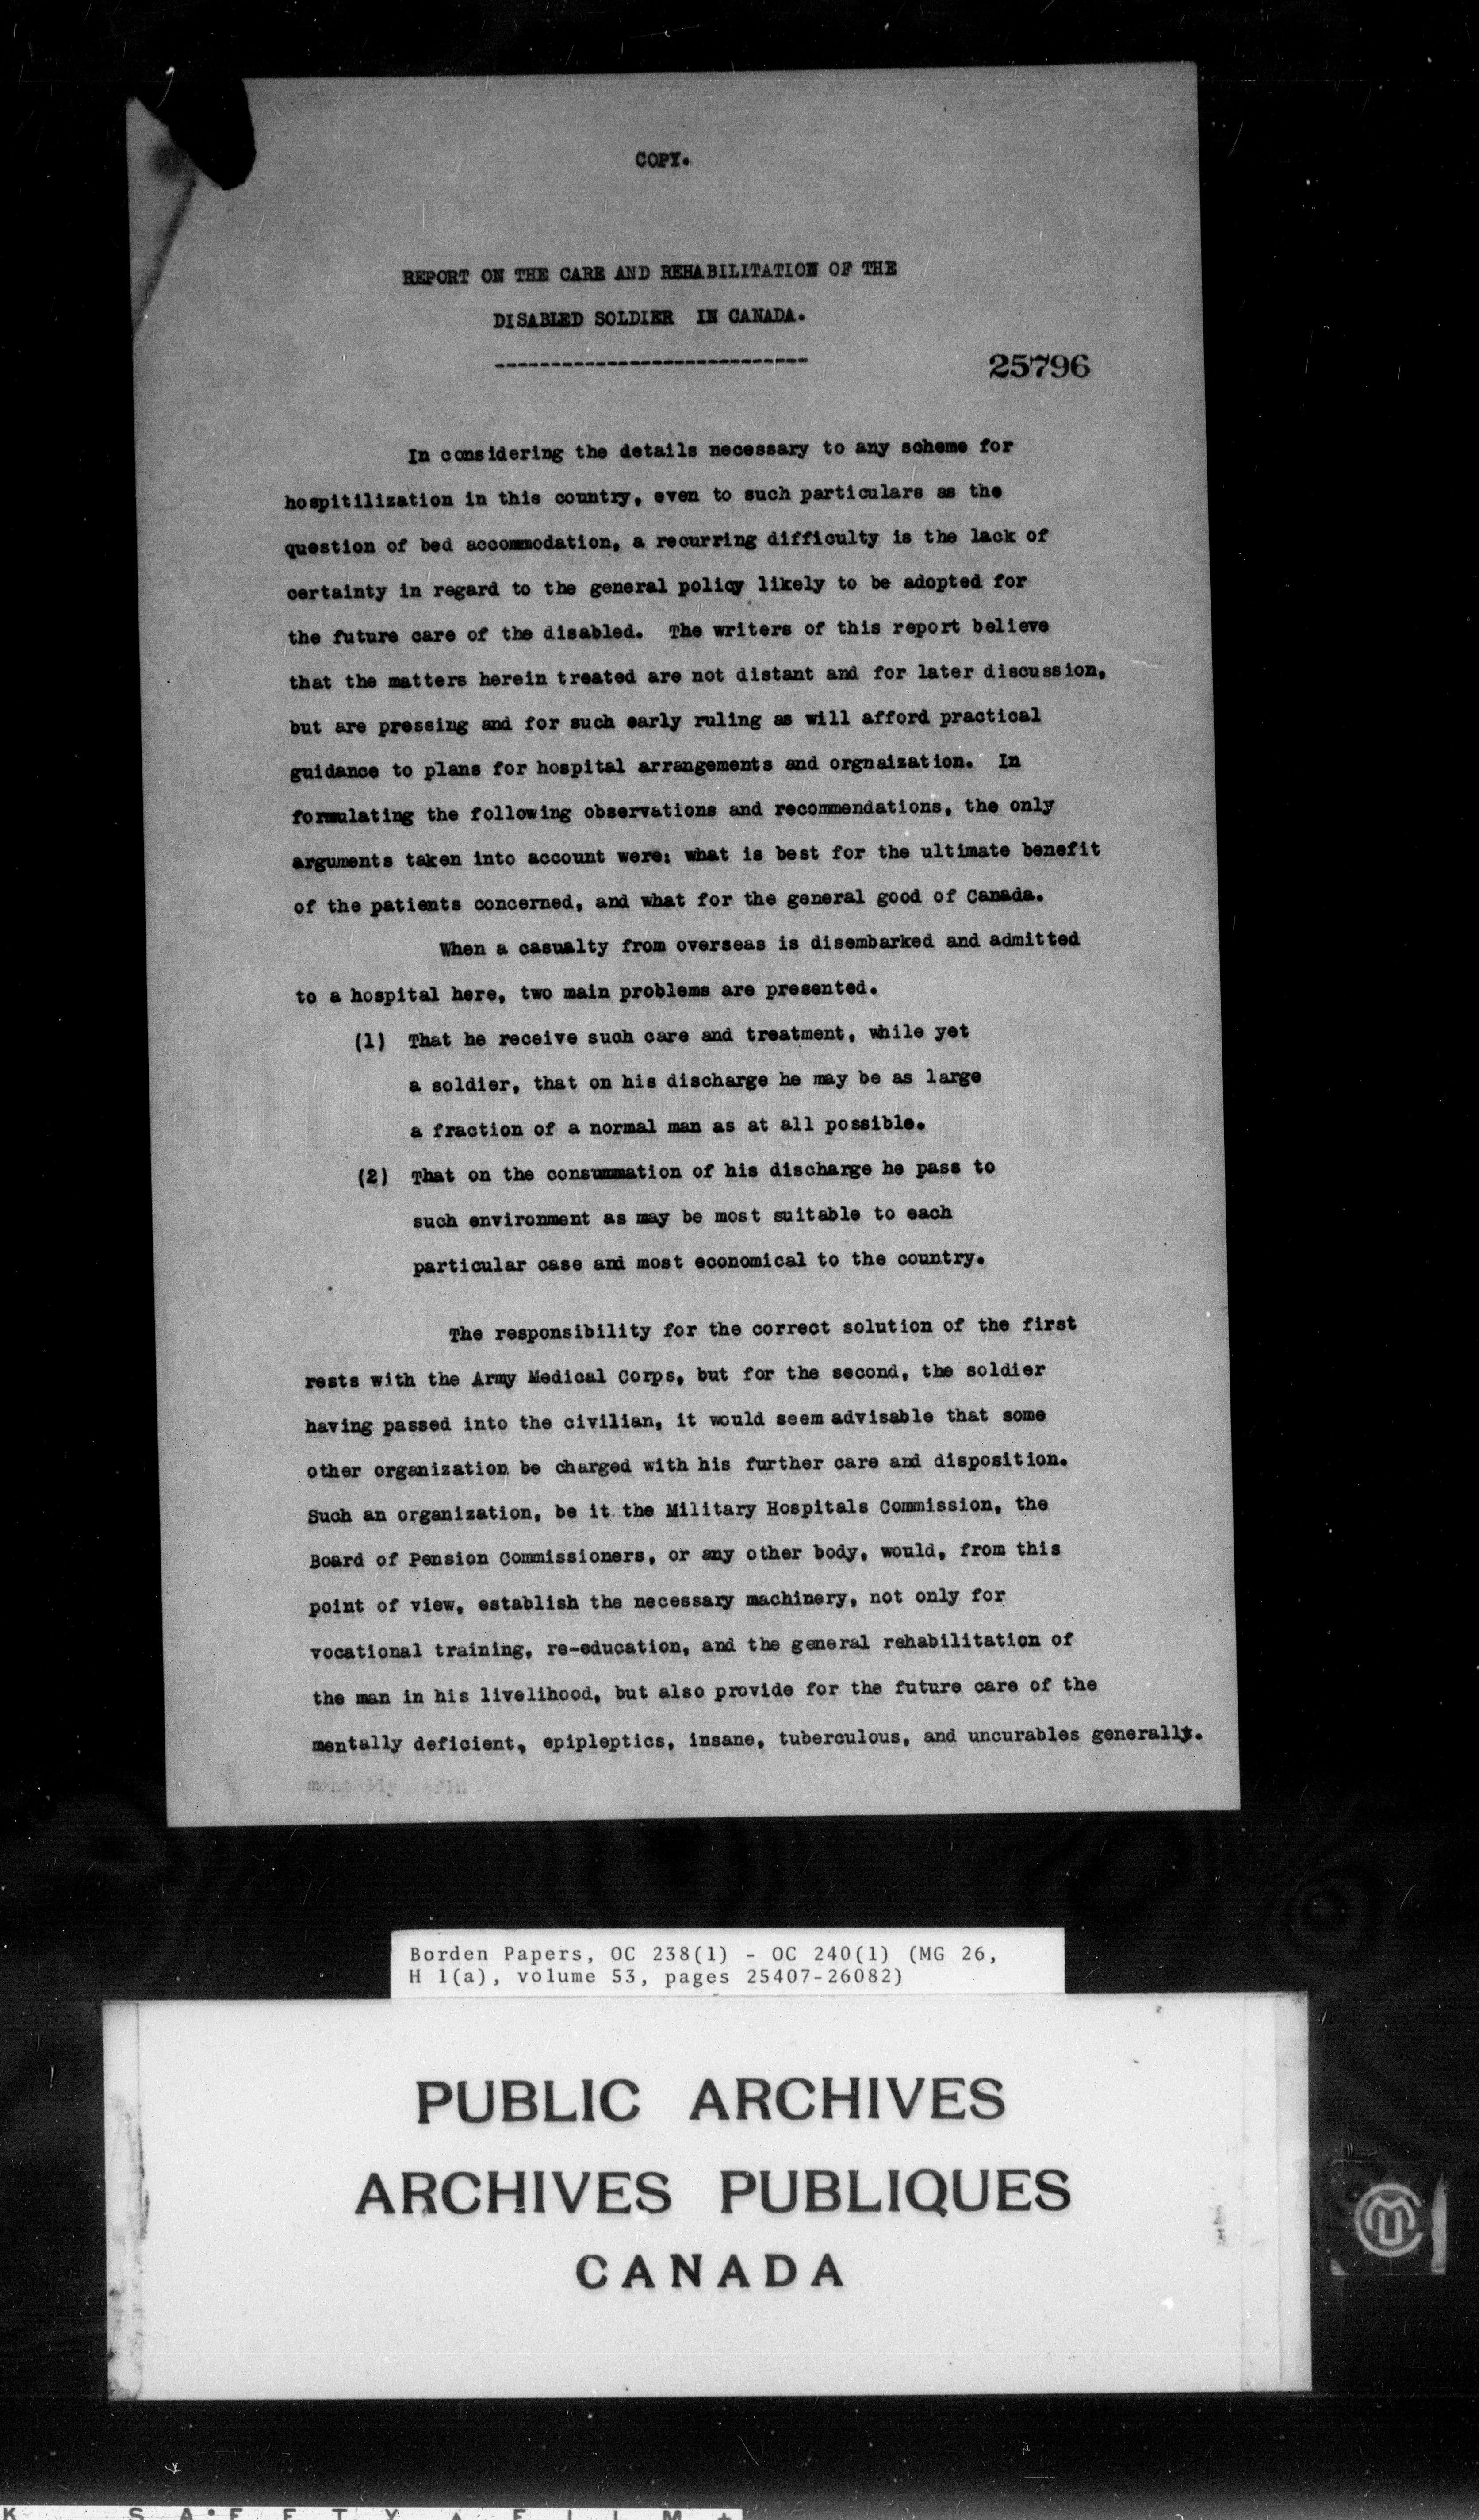 COPY.
REPORT ON THE CARE AND REHABILITATION OF THE
DISABLED SOLDIER IN CANADA.
----------------------------
25796
In considering the details necessary to any scheme for
hospitilization in this country, even to such particulars as the
question of bed accommodation, a recurring difficulty is the lack of
certainty in regard to the general policy likely to be adopted for
the future care of the disabled. The writers of this report believe
that the matters herein treated are not distant and for later discussion,
but are pressing and for such early ruling as will afford practical
guidance to plans for hospital arrangements and orgnaization. In
formulating the following observations and recommendations, the only
arguments taken into account were: what is best for the ultimate benefit
of the patients concerned, and what for the general good of Canada.
When a casualty from overseas is disembarked and admitted
to a hospital here, two main problems are presented.
(1) That he receive such care and treatment, while yet
a soldier, that on his discharge he may be as large
a fraction of a normal man as at all possible.
(2) That on the consummation of his discharge he pass to
such environment as may be most suitable to each
particular case and most economical to the country.
The responsibility for the correct solution of the first
rests with the Army Medical Corps, but for the second, the soldier
having passed into the civilian, it would seem advisable that some
other organization be charged with his further care and disposition.
Such an organization, be it the Military Hospitals Commission, the
Board of Pension Commissioners, or any other body, would, from this
point of view, establish the necessary machinery, not only for
vocational training, re-education, and the general rehabilitation of
the man in his livelihood, but also provide for the future care of the
mentally deficient, epipleptics, insane, tuberculous, and uncurables generally.
Borden Papers, OC 238(1) - OC 240(1) (MG 26,
H 1(a), volume 53, pages 25407-26082)
PUBLIC ARCHIVES
ARCHIVES PUBLIQUES
CANADA